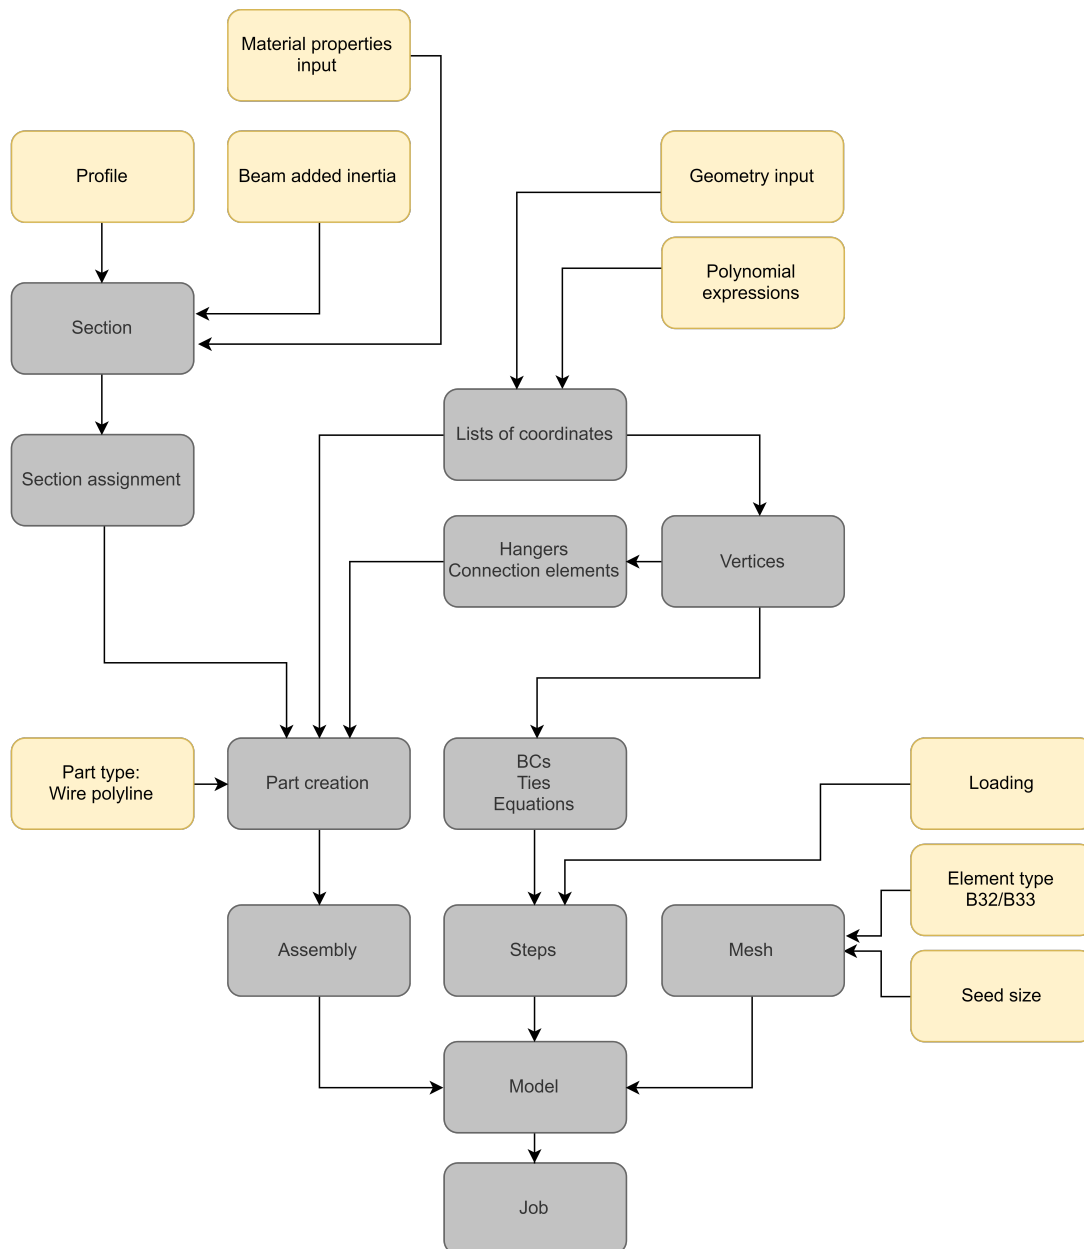 Material properties
input
Profile
Beam added inertia
Geometry input
Polynomial
expressions
Section
Lists of coordinates
Section assignment
Hangers
Connection elements
Vertices
Part type:
Wire polyline
Part creation
BCs
Ties
Equations
Loading
Element type
B32/B33
Assembly
Steps
Mesh
Seed size
Model
Job